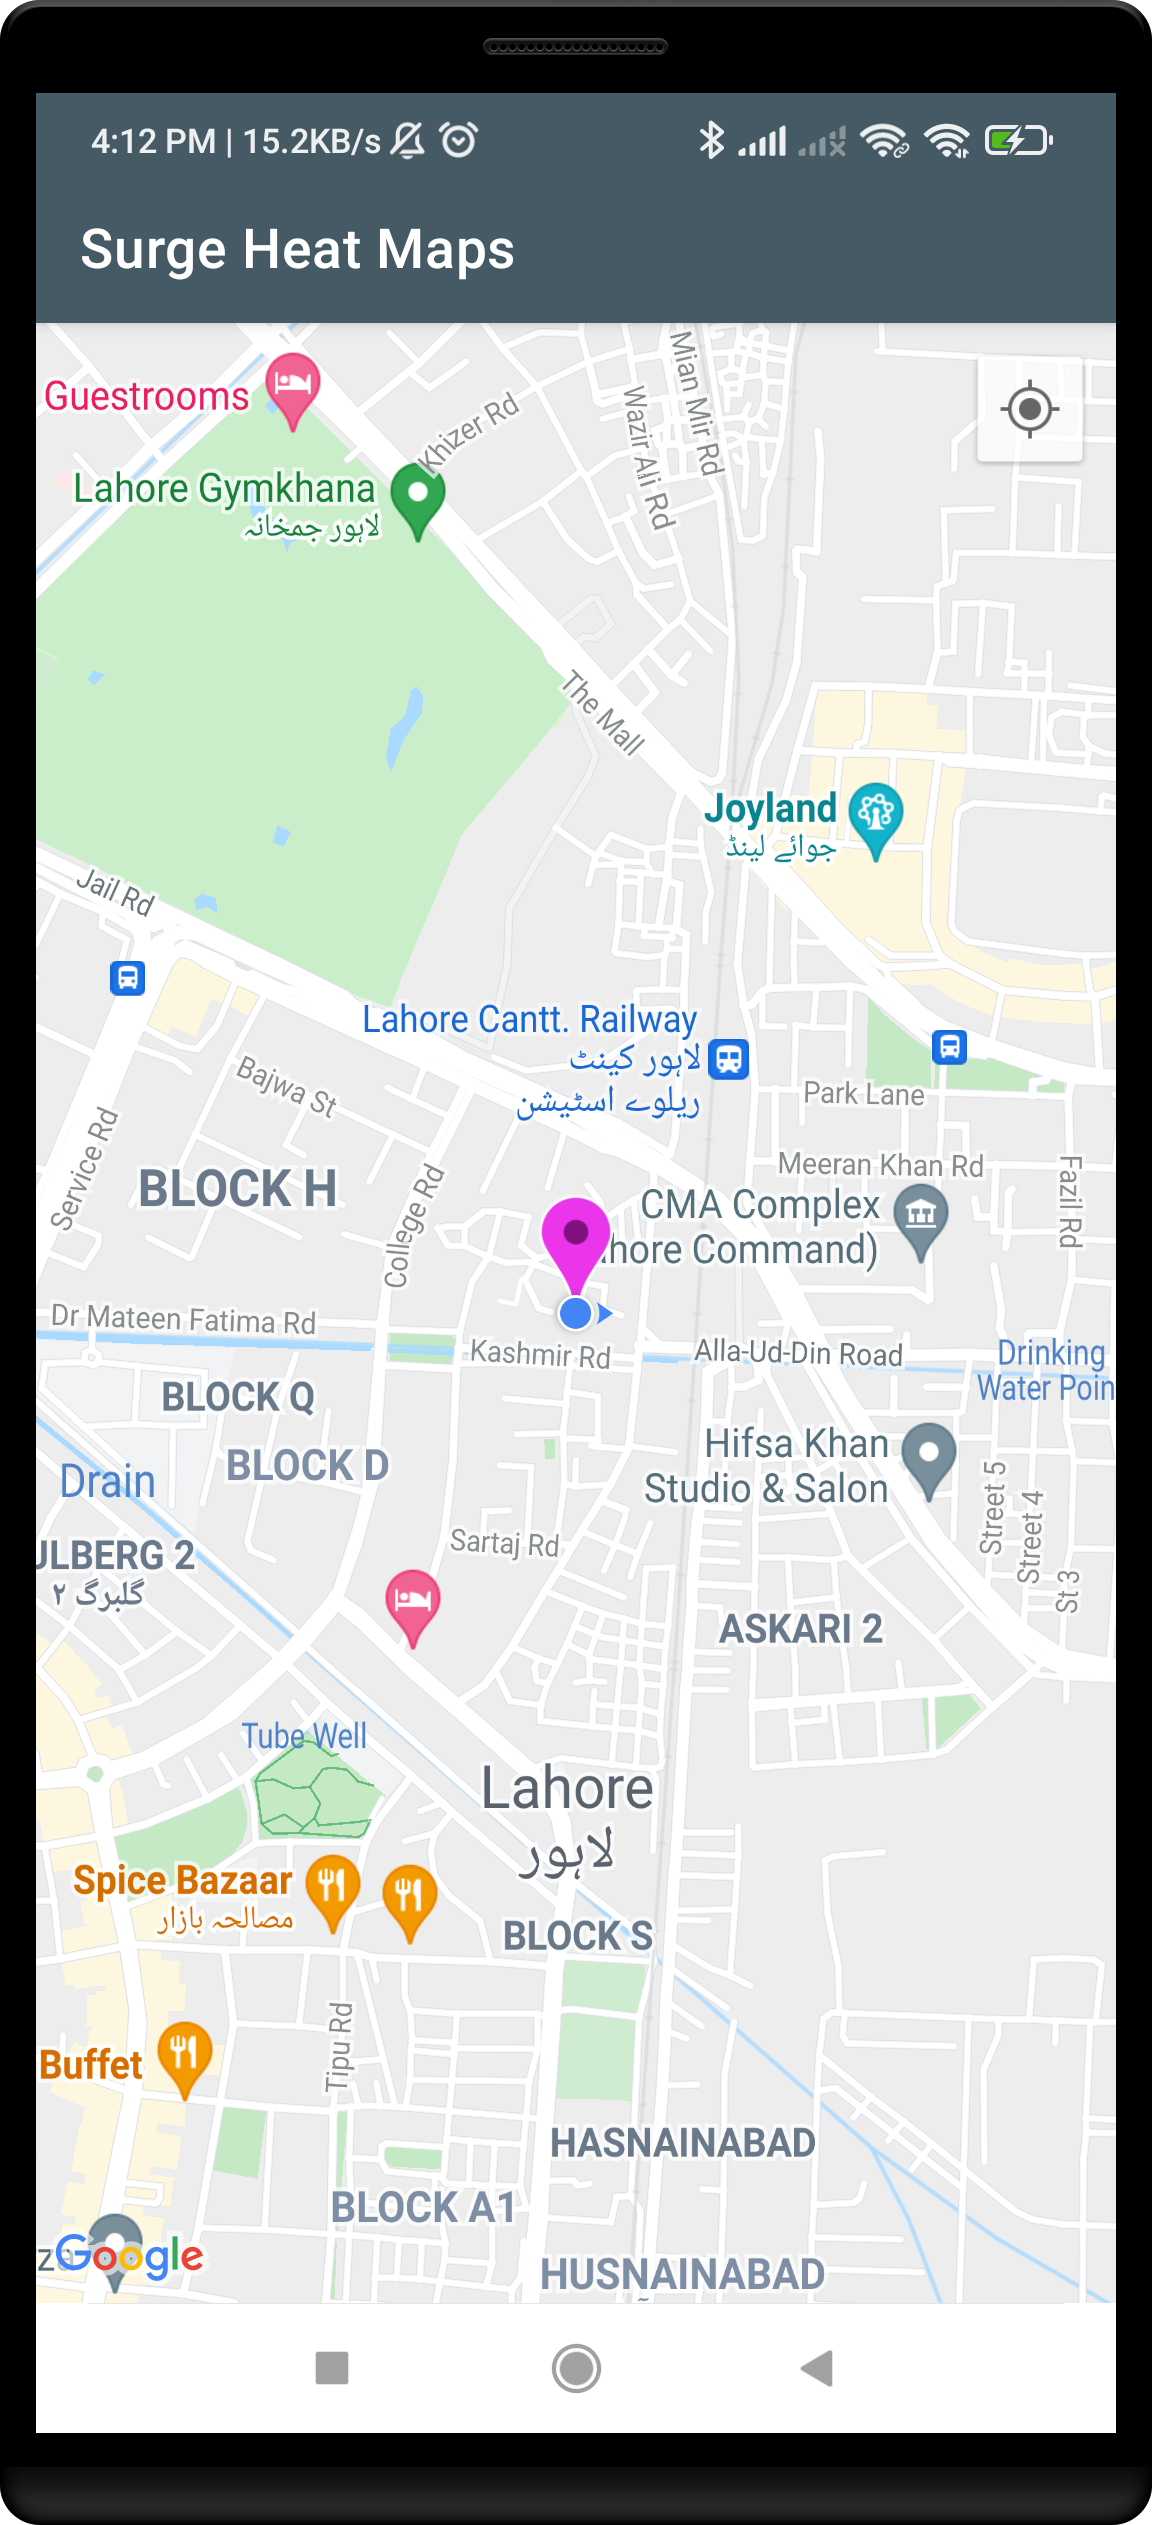 4:12 PM | 15.2KB/s
Surge Heat Maps
Guestrooms
Khizer Rd
Mian Mir Rd
Wazir Ali Rd
Lahore Gymkhana
لاہور جمخانہ
The Mall
Joyland
جوائے لینڈ
Jail Rd
Lahore Cantt. Railway
لاہور کینٹ
ریلوے اسٹیشن
Bajwa St
Park Lane
Service Rd
Meeran Khan Rd
Fazil Rd
BLOCK H
College Rd
CMA Complex
hore Command)
Dr Mateen Fatima Rd
Kashmir Rd
Alla-Ud-Din Road
Drinking
Water Poin
BLOCK Q
BLOCK D
Hifsa Khan
Studio & Salon
Drain
Street 5
Street 4
St 3
Sartaj Rd
ULBERG 2
گلبرگ ۲
ASKARI 2
Tube Well
Lahore
لاہور
Spice Bazaar
مصالحہ بازار
BLOCK S
Tipu Rd
Buffet
HASNAINABAD
BLOCK A1
Google
HUSNAINABAD